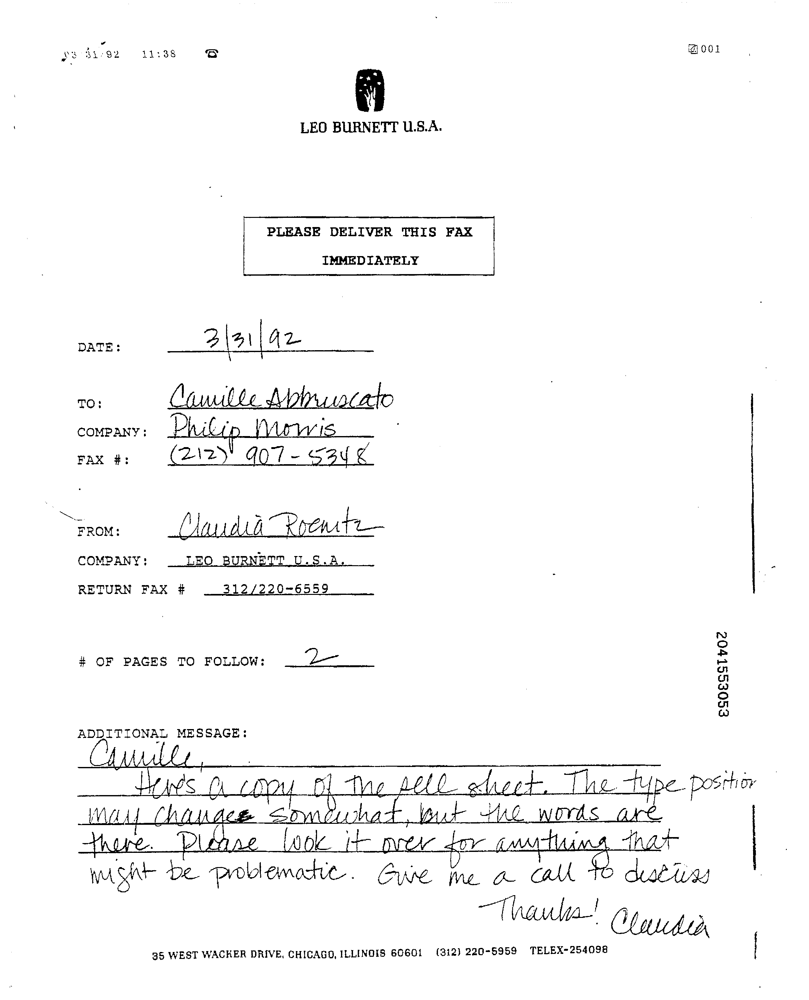 03 31/92 11:38 ☎ 001
LEO BURNETT U.S.A.
PLEASE DELIVER THIS FAX
IMMEDIATELY
DATE: 3/31/92
TO: Camille Abbruscato
COMPANY: Philip Morris
FAX #: (212) 907-5348
FROM: Claudia Roenitz
COMPANY: LEO BURNETT U.S.A.
RETURN FAX # 312/220-6559
# OF PAGES TO FOLLOW: 2
2041553053
ADDITIONAL MESSAGE:
Camille,
Here's a copy of the sell sheet. The type position
may change somewhat, but the words are
there. Please look it over for anything that
might be problematic. Give me a call to discuss
Thanks! Claudia
35 WEST WACKER DRIVE, CHICAGO, ILLINOIS 60601 (312) 220-5959 TELEX-254098